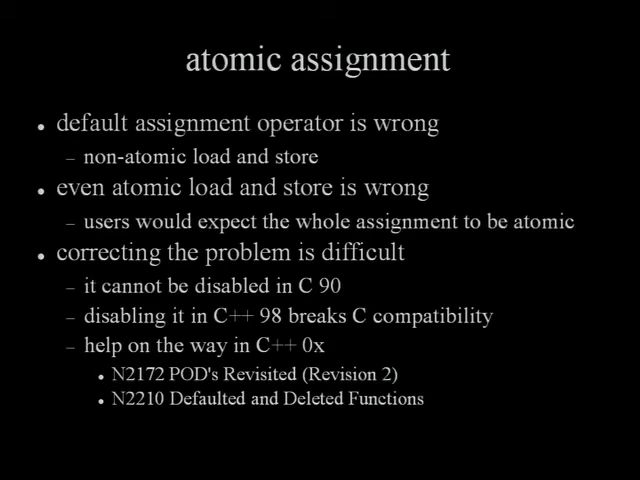 atomic assignment
• default assignment operator is wrong
– non-atomic load and store
• even atomic load and store is wrong
– users would expect the whole assignment to be atomic
• correcting the problem is difficult
– it cannot be disabled in C 90
– disabling it in C++ 98 breaks C compatibility
– help on the way in C++ 0x
• N2172 POD's Revisited (Revision 2)
• N2210 Defaulted and Deleted Functions